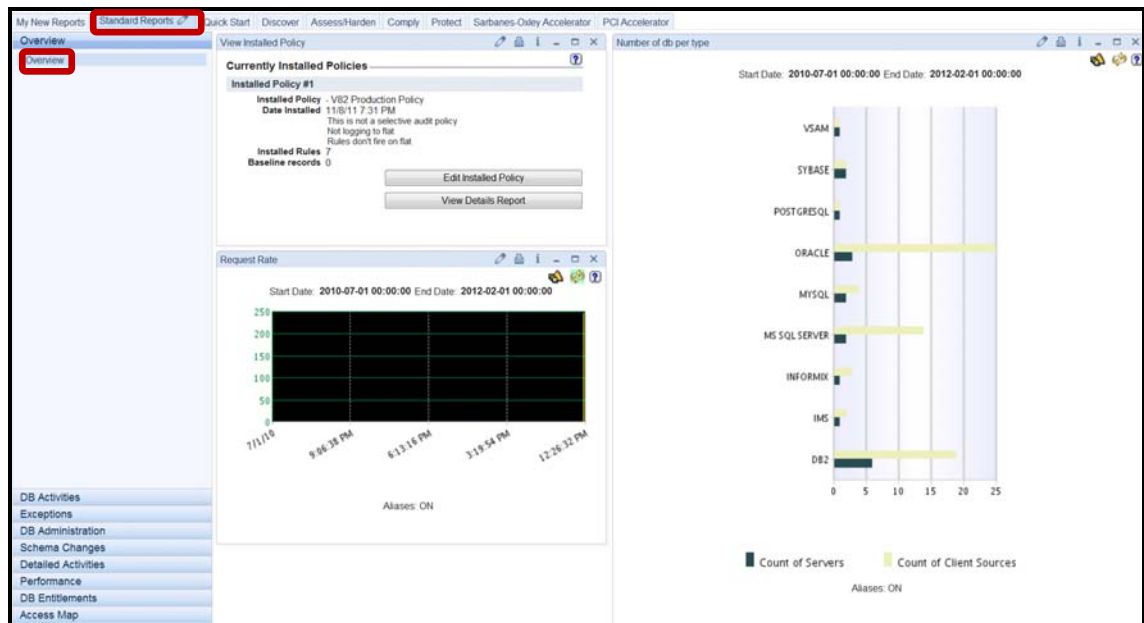 My New Reports Standard Reports Quick Start Discover Assess/Harden Comply Protect Sarbanes-Oxley Accelerator PCI Accelerator
Overview
Overview
DB Activities
Exceptions
DB Administration
Schema Changes
Detailed Activities
Performance
DB Entitlements
Access Map
View Installed Policy
Currently Installed Policies
Installed Policy #1
Installed Policy - V82 Production Policy
Date Installed 11/8/11 7:31 PM
This is not a selective audit policy
Not logging to flat
Rules don't fire on flat
Installed Rules 7
Baseline records 0
Edit Installed Policy
View Details Report
Request Rate
Start Date: 2010-07-01 00:00:00 End Date: 2012-02-01 00:00:00
250
200
150
100
50
0
7/1/10 9:06:38 PM 6:13:16 PM 3:19:54 PM 12:26:32 PM
Aliases: ON
Number of db per type
Start Date: 2010-07-01 00:00:00 End Date: 2012-02-01 00:00:00
VSAM
SYBASE
POSTGRESQL
ORACLE
MYSQL
MS SQL SERVER
INFORMIX
IMS
DB2
0 5 10 15 20 25
Count of Servers Count of Client Sources
Aliases: ON